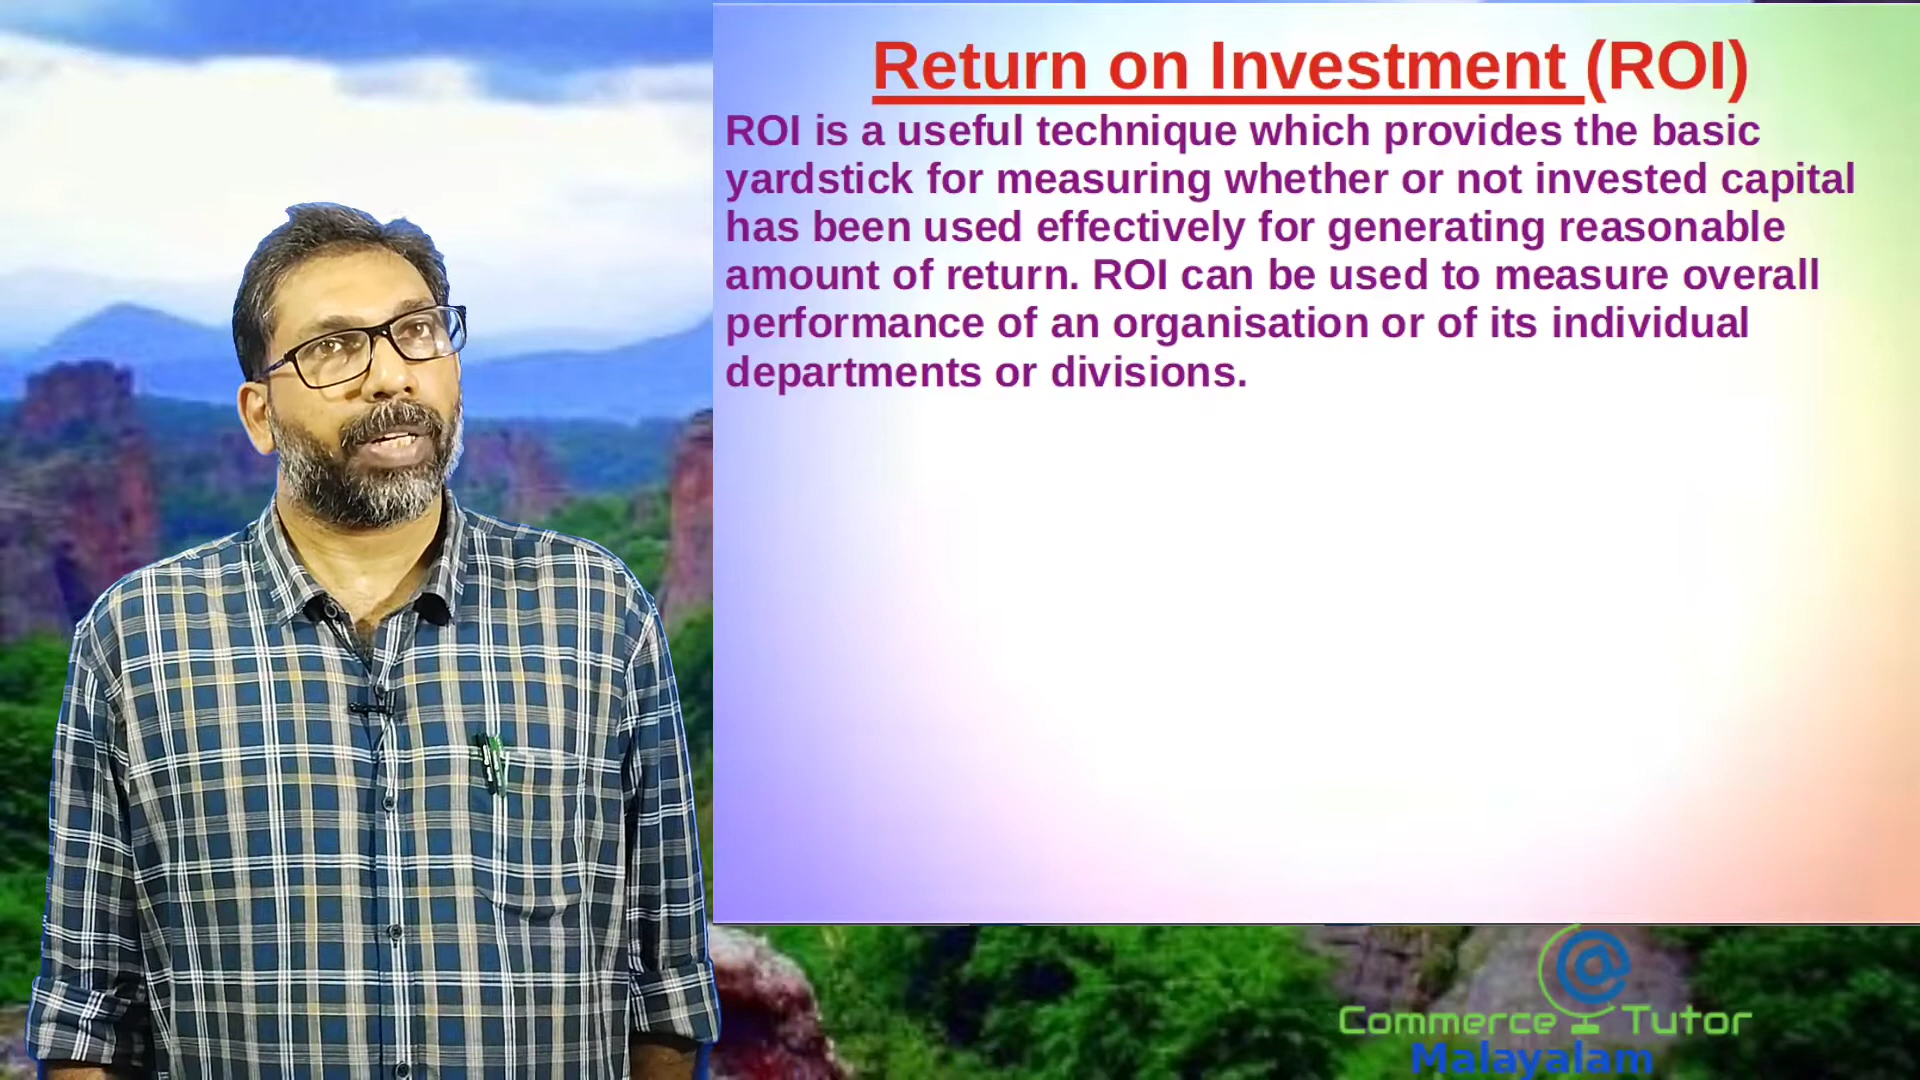 Return on Investment (ROI)
ROI is a useful technique which provides the basic
yardstick for measuring whether or not invested capital
has been used effectively for generating reasonable
amount of return. ROI can be used to measure overall
performance of an organisation or of its individual
departments or divisions.
@
Commerce Tutor
Malayalam